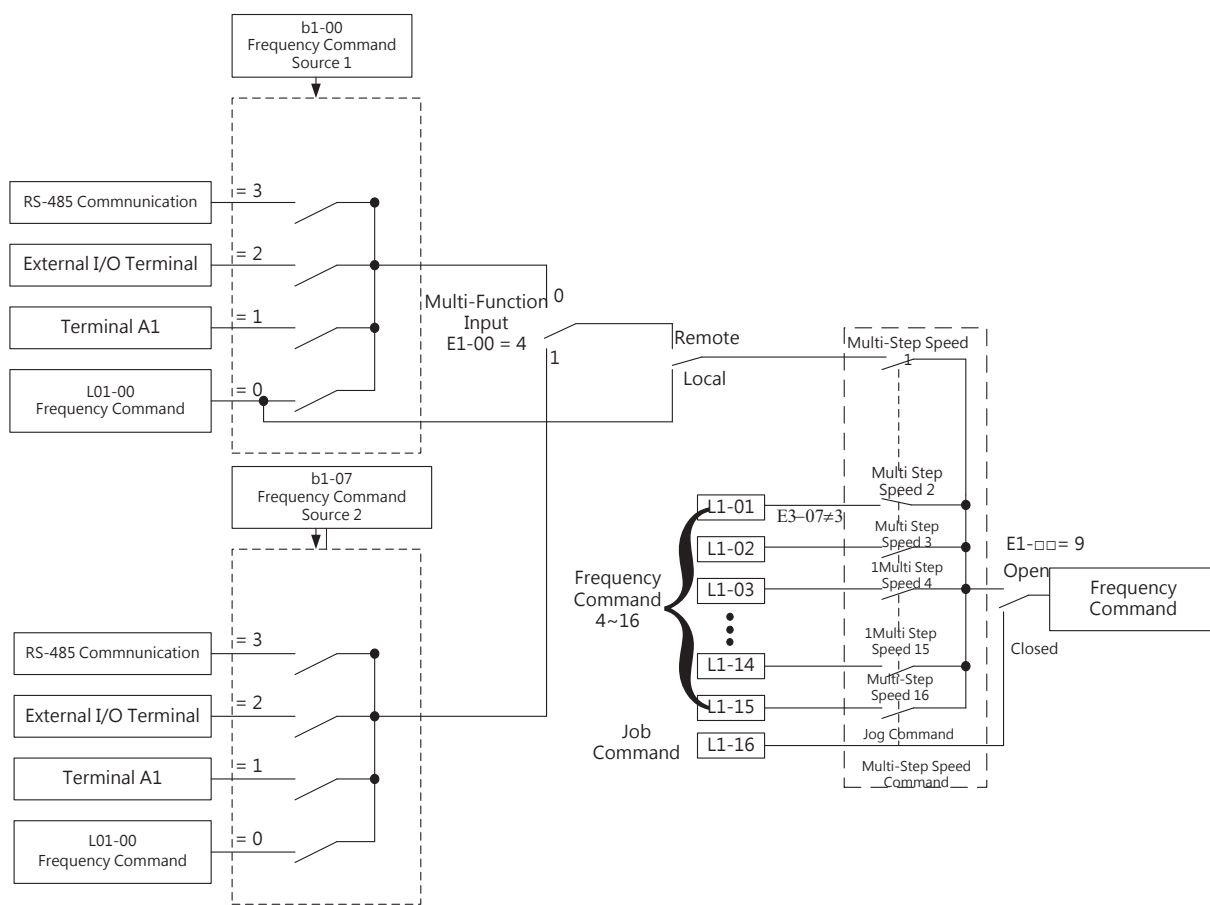 b1-00
Frequency Command
Source 1
= 3
RS-485 Commnunication
= 2
External I/O Terminal
= 1
Terminal A1
= 0
L01-00
Frequency Command
Multi-Function
Input
E1-00 = 4
0
1
Remote
Local
Multi-Step Speed
1
b1-07
Frequency Command
Source 2
= 3
RS-485 Commnunication
= 2
External I/O Terminal
= 1
Terminal A1
= 0
L01-00
Frequency Command
Frequency
Command
4~16
L1-01
E3–07≠3
L1-02
L1-03
L1-14
L1-15
Job
Command
L1-16
Multi Step
Speed 2
Multi Step
Speed 3
1Multi Step
Speed 4
1Multi Step
Speed 15
Multi-Step
Speed 16
Jog Command
Multi-Step Speed
Command
E1-□□= 9
Open
Closed
Frequency
Command